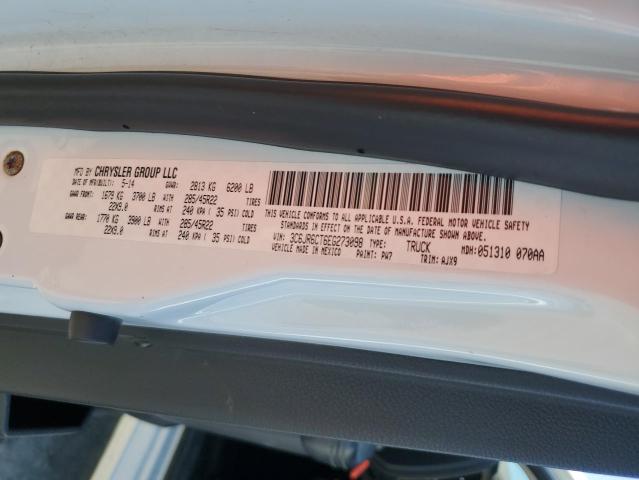 MFD BY CHRYSLER GROUP LLC
DATE OF MFR(BUILT): 5-14 GVWR: 2813 KG 6200 LB
GAWR FRONT: 1679 KG 3700 LB WITH 285/45R22 TIRES
22X9.0 RIMS AT 240 KPA ( 35 PSI) COLD
GAWR REAR: 1770 KG 3900 LB WITH 285/45R22 TIRES
22X9.0 RIMS AT 240 KPA ( 35 PSI) COLD
THIS VEHICLE CONFORMS TO ALL APPLICABLE U.S.A. FEDERAL MOTOR VEHICLE SAFETY
STANDARDS IN EFFECT ON THE DATE OF MANUFACTURE SHOWN ABOVE.
VIN: 3C6JR6CT6EG273098 TYPE: TRUCK MDH: 051310 070AA
VEHICLE MADE IN MEXICO PAINT: PW7 TRIM: AJX9